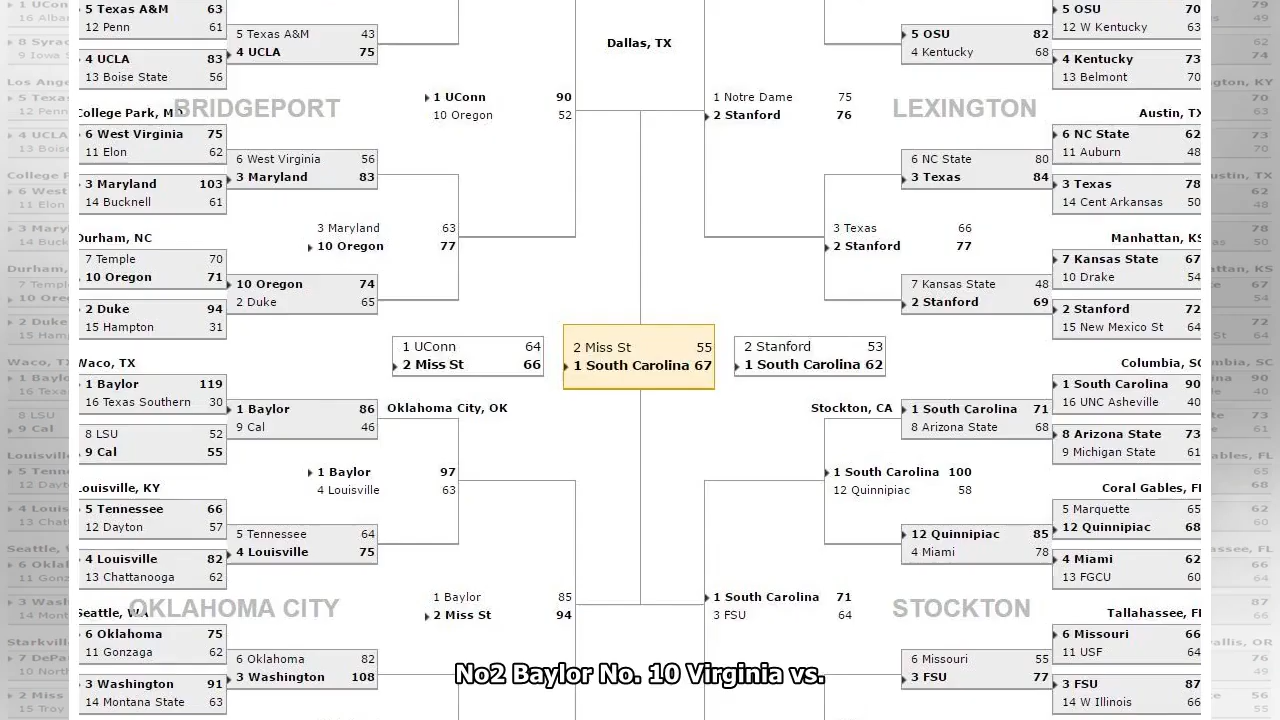 5 Texas A&M 63
12 Penn 61
4 UCLA 83
13 Boise State 56
College Park, MD
6 West Virginia 75
11 Elon 62
3 Maryland 103
14 Bucknell 61
Durham, NC
7 Temple 70
10 Oregon 71
2 Duke 94
15 Hampton 31
Waco, TX
1 Baylor 119
16 Texas Southern 30
8 LSU 52
9 Cal 55
Louisville, KY
5 Tennessee 66
12 Dayton 57
4 Louisville 82
13 Chattanooga 62
Seattle, WA
6 Oklahoma 75
11 Gonzaga 62
3 Washington 91
14 Montana State 63
5 Texas A&M 43
4 UCLA 75
BRIDGEPORT
6 West Virginia 56
3 Maryland 83
10 Oregon 74
2 Duke 65
1 Baylor 86
9 Cal 46
5 Tennessee 64
4 Louisville 75
OKLAHOMA CITY
6 Oklahoma 82
3 Washington 108
3 Maryland 63
10 Oregon 77
Oklahoma City, OK
1 Baylor 97
4 Louisville 63
1 UConn 90
10 Oregon 52
1 Baylor 85
2 Miss St 94
Dallas, TX
1 UConn 64
2 Miss St 66
2 Miss St 55
1 South Carolina 67
2 Stanford 53
1 South Carolina 62
1 Notre Dame 75
2 Stanford 76
1 South Carolina 71
3 FSU 64
3 Texas 66
2 Stanford 77
Stockton, CA
1 South Carolina 100
12 Quinnipiac 58
5 OSU 82
4 Kentucky 68
LEXINGTON
6 NC State 80
3 Texas 84
7 Kansas State 48
2 Stanford 69
1 South Carolina 71
8 Arizona State 68
12 Quinnipiac 85
4 Miami 78
STOCKTON
6 Missouri 55
3 FSU 77
5 OSU 70
12 W Kentucky 63
4 Kentucky 73
13 Belmont 70
Austin, TX
6 NC State 62
11 Auburn 48
3 Texas 78
14 Cent Arkansas 50
Manhattan, KS
7 Kansas State 67
10 Drake 54
2 Stanford 72
15 New Mexico St 64
Columbia, SC
1 South Carolina 90
16 UNC Asheville 40
8 Arizona State 73
9 Michigan State 61
Coral Gables, FL
5 Marquette 65
12 Quinnipiac 68
4 Miami 62
13 FGCU 60
Tallahassee, FL
6 Missouri 66
11 USF 64
3 FSU 87
14 W Illinois 66
No2 Baylor No. 10 Virginia vs.